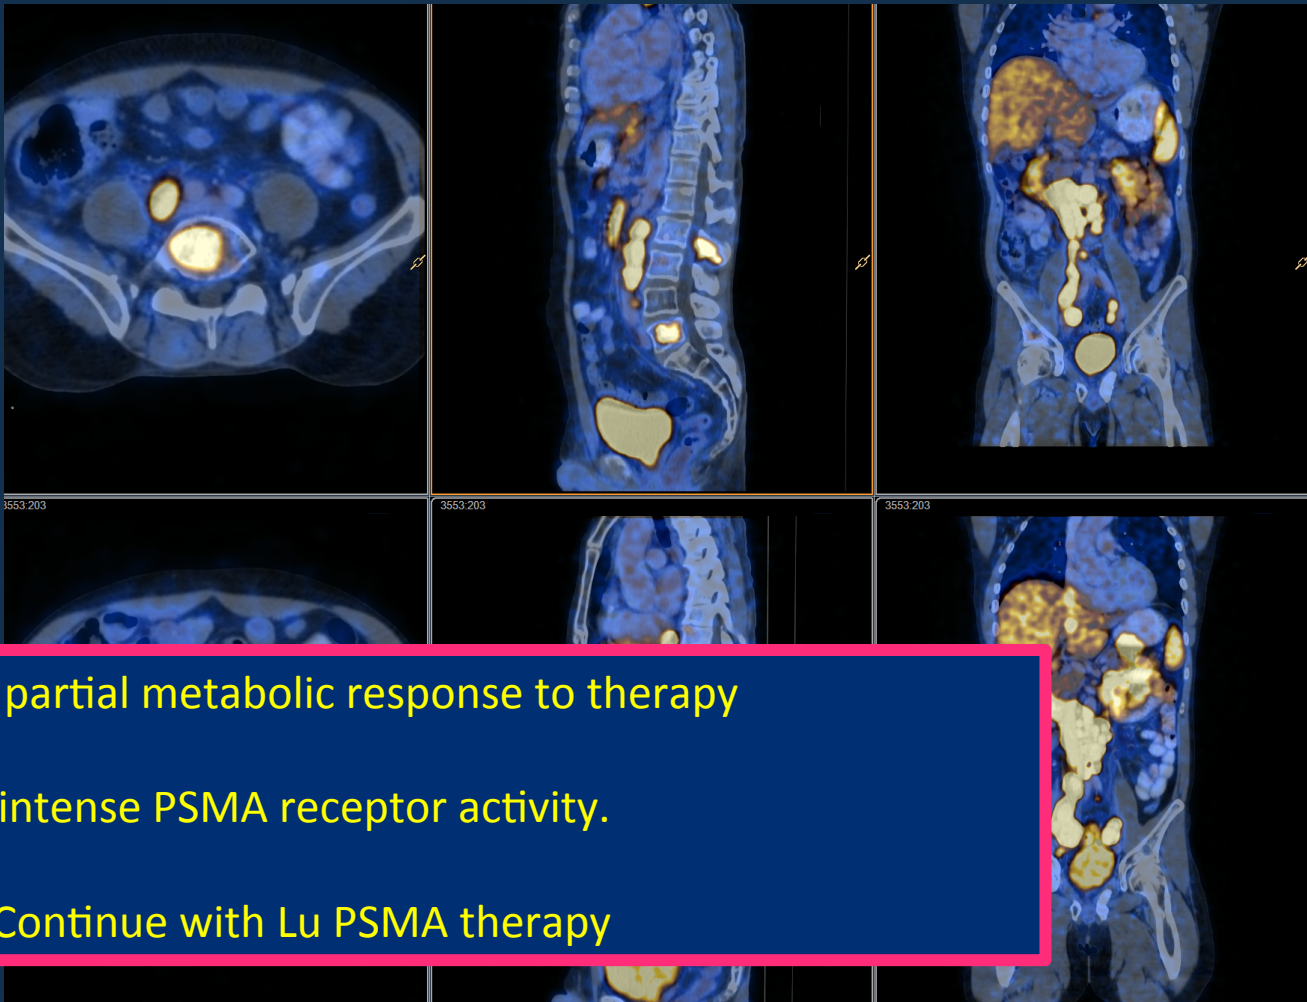 3553:203
3553:203
3553:203
partial metabolic response to therapy
intense PSMA receptor activity.
Continue with Lu PSMA therapy